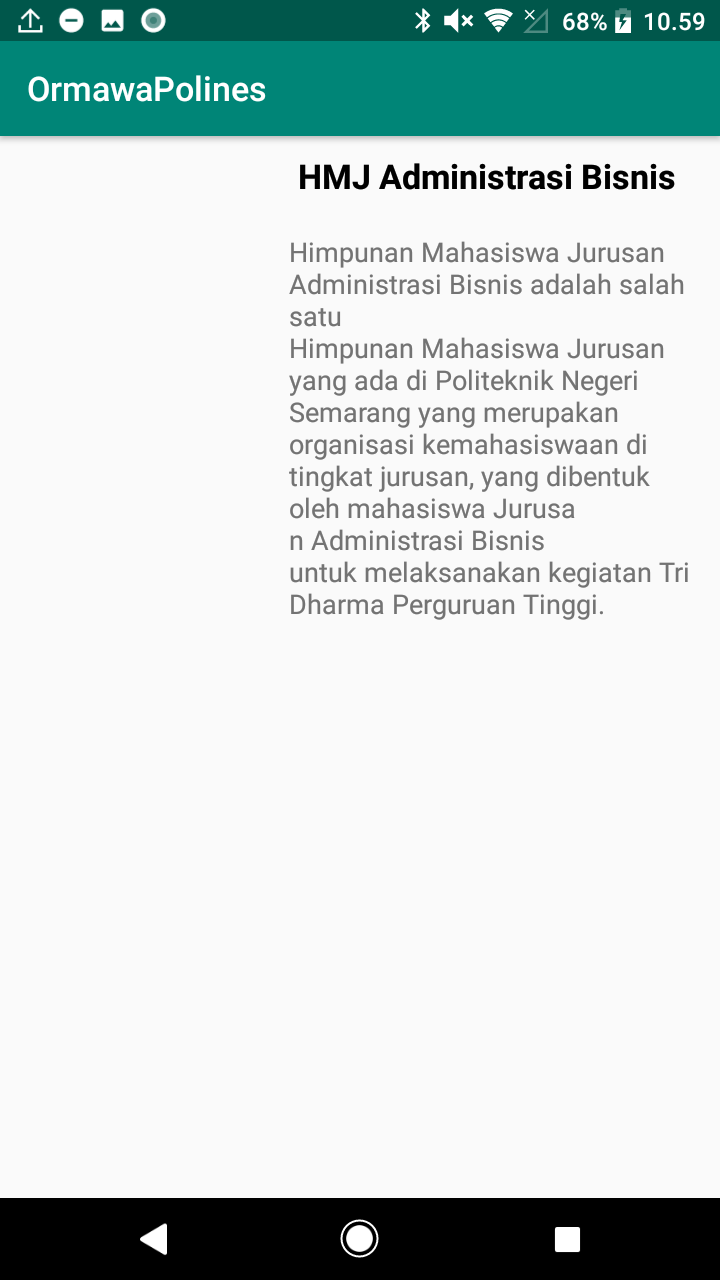 68% 10.59
OrmawaPolines
HMJ Administrasi Bisnis
Himpunan Mahasiswa Jurusan
Administrasi Bisnis adalah salah
satu
Himpunan Mahasiswa Jurusan
yang ada di Politeknik Negeri
Semarang yang merupakan
organisasi kemahasiswaan di
tingkat jurusan, yang dibentuk
oleh mahasiswa Jurusa
n Administrasi Bisnis
untuk melaksanakan kegiatan Tri
Dharma Perguruan Tinggi.